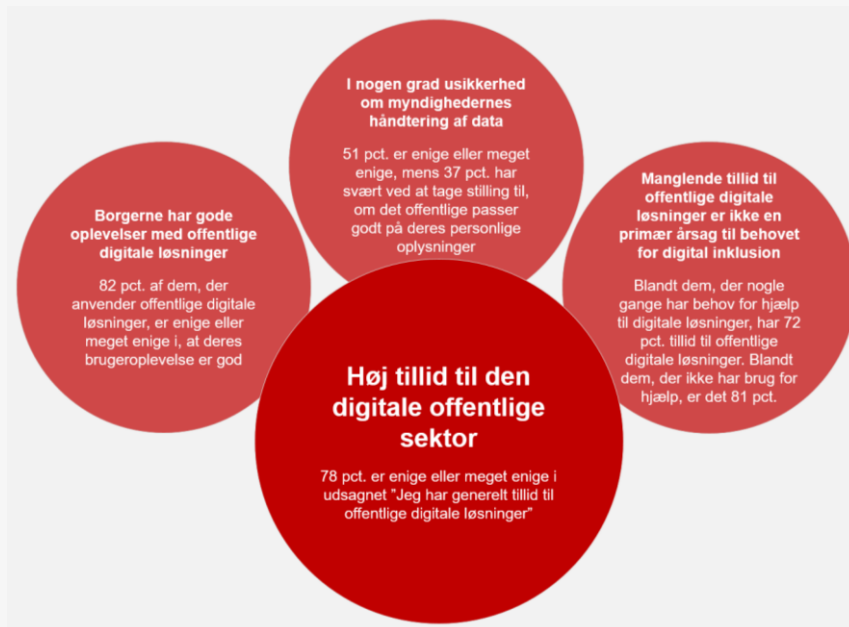 I nogen grad usikkerhed
om myndighedernes
håndtering af data
51 pct. er enige eller meget
enige, mens 37 pct. har
svært ved at tage stilling til,
om det offentlige passer
godt på deres personlige
oplysninger
Borgerne har gode
oplevelser med offentlige
digitale løsninger
82 pct. af dem, der
anvender offentlige digitale
løsninger, er enige eller
meget enige i, at deres
brugeroplevelse er god
Manglende tillid til
offentlige digitale
løsninger er ikke en
primær årsag til behovet
for digital inklusion
Blandt dem, der nogle
gange har behov for hjælp
til digitale løsninger, har 72
pct. tillid til offentlige
digitale løsninger. Blandt
dem, der ikke har brug for
hjælp, er det 81 pct.
Høj tillid til den
digitale offentlige
sektor
78 pct. er enige eller meget enige i
udsagnet ”Jeg har generelt tillid til
offentlige digitale løsninger”